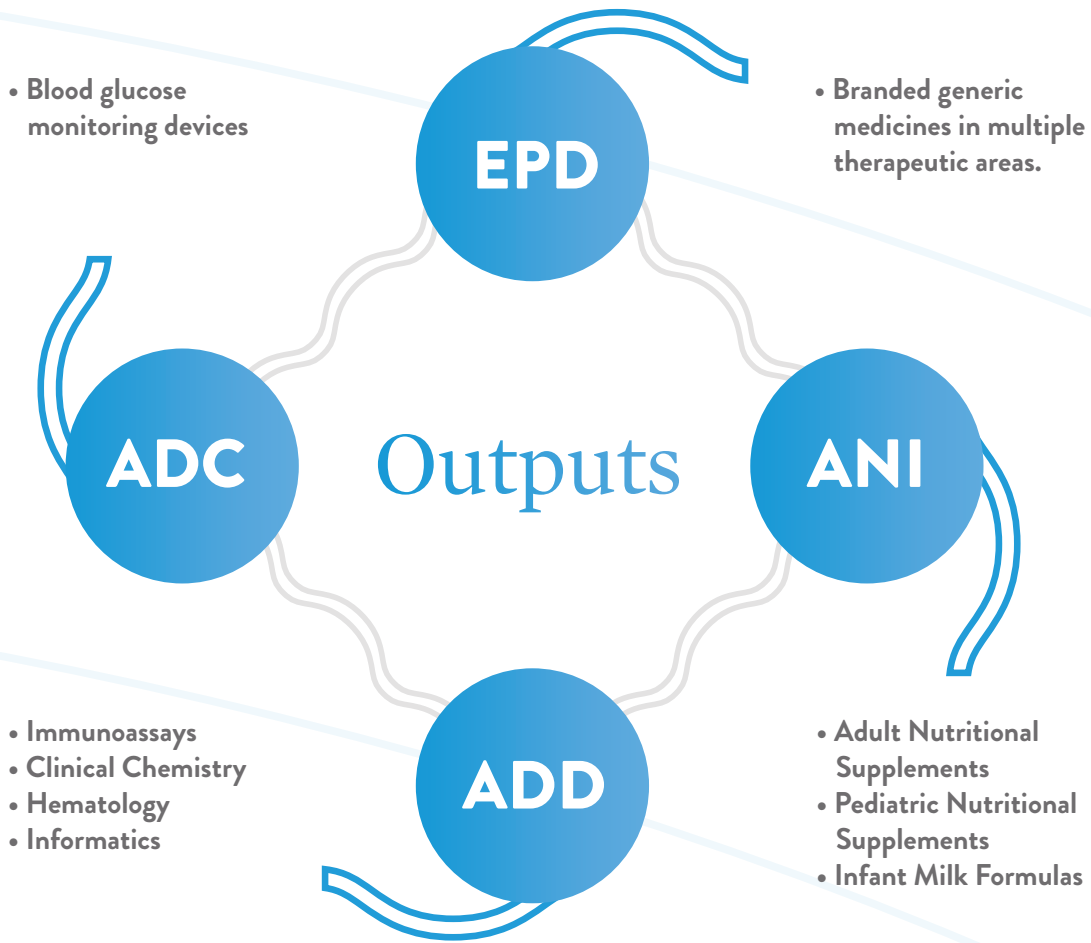 • Blood glucose
monitoring devices
EPD
• Branded generic
medicines in multiple
therapeutic areas.
ADC
Outputs
ANI
• Immunoassays
• Clinical Chemistry
• Hematology
• Informatics
ADD
• Adult Nutritional
Supplements
• Pediatric Nutritional
Supplements
• Infant Milk Formulas